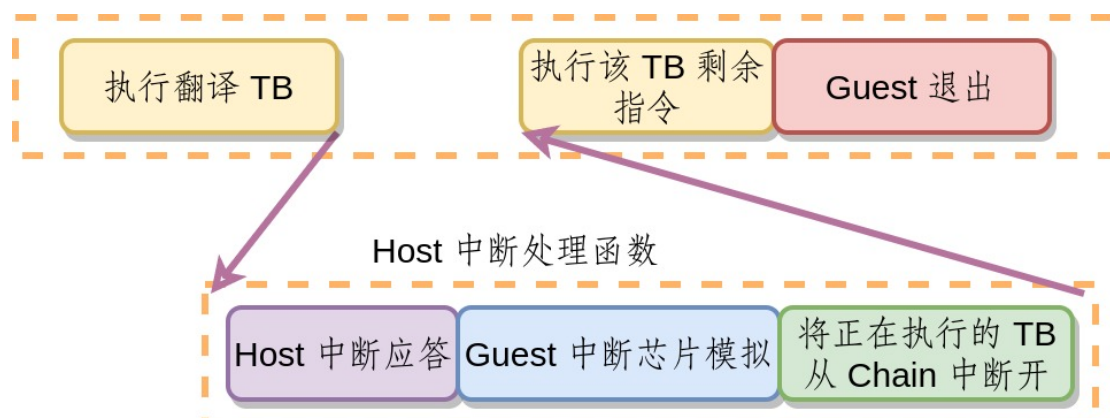 执行翻译 TB
执行该 TB 剩余
指令
Guest 退出
Host 中断处理函数
Host 中断应答
Guest 中断芯片模拟
将正在执行的 TB
从 Chain 中断开